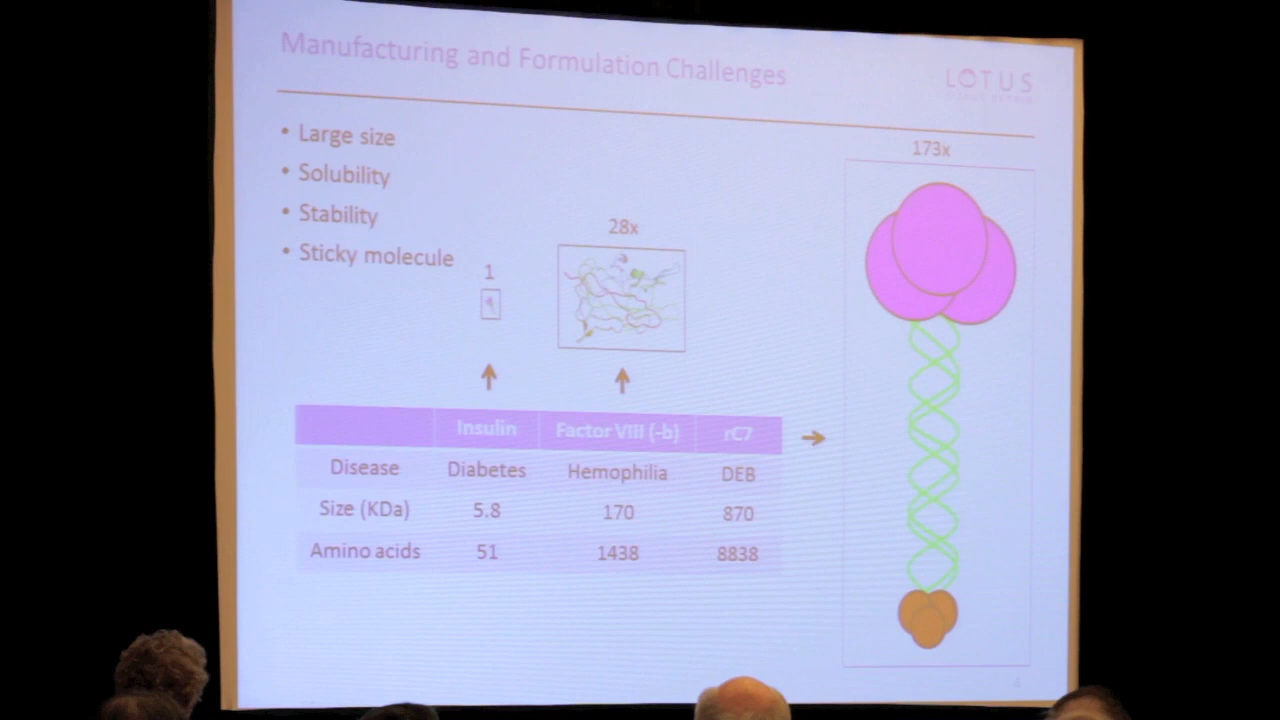 Manufacturing and Formulation Challenges
LOTUS
• Large size
• Solubility
• Stability
• Sticky molecule
1
28x
173x
Insulin Factor VIII (-b) rC7
Disease Diabetes Hemophilia DEB
Size (KDa) 5.8 170 870
Amino acids 51 1438 8838
4